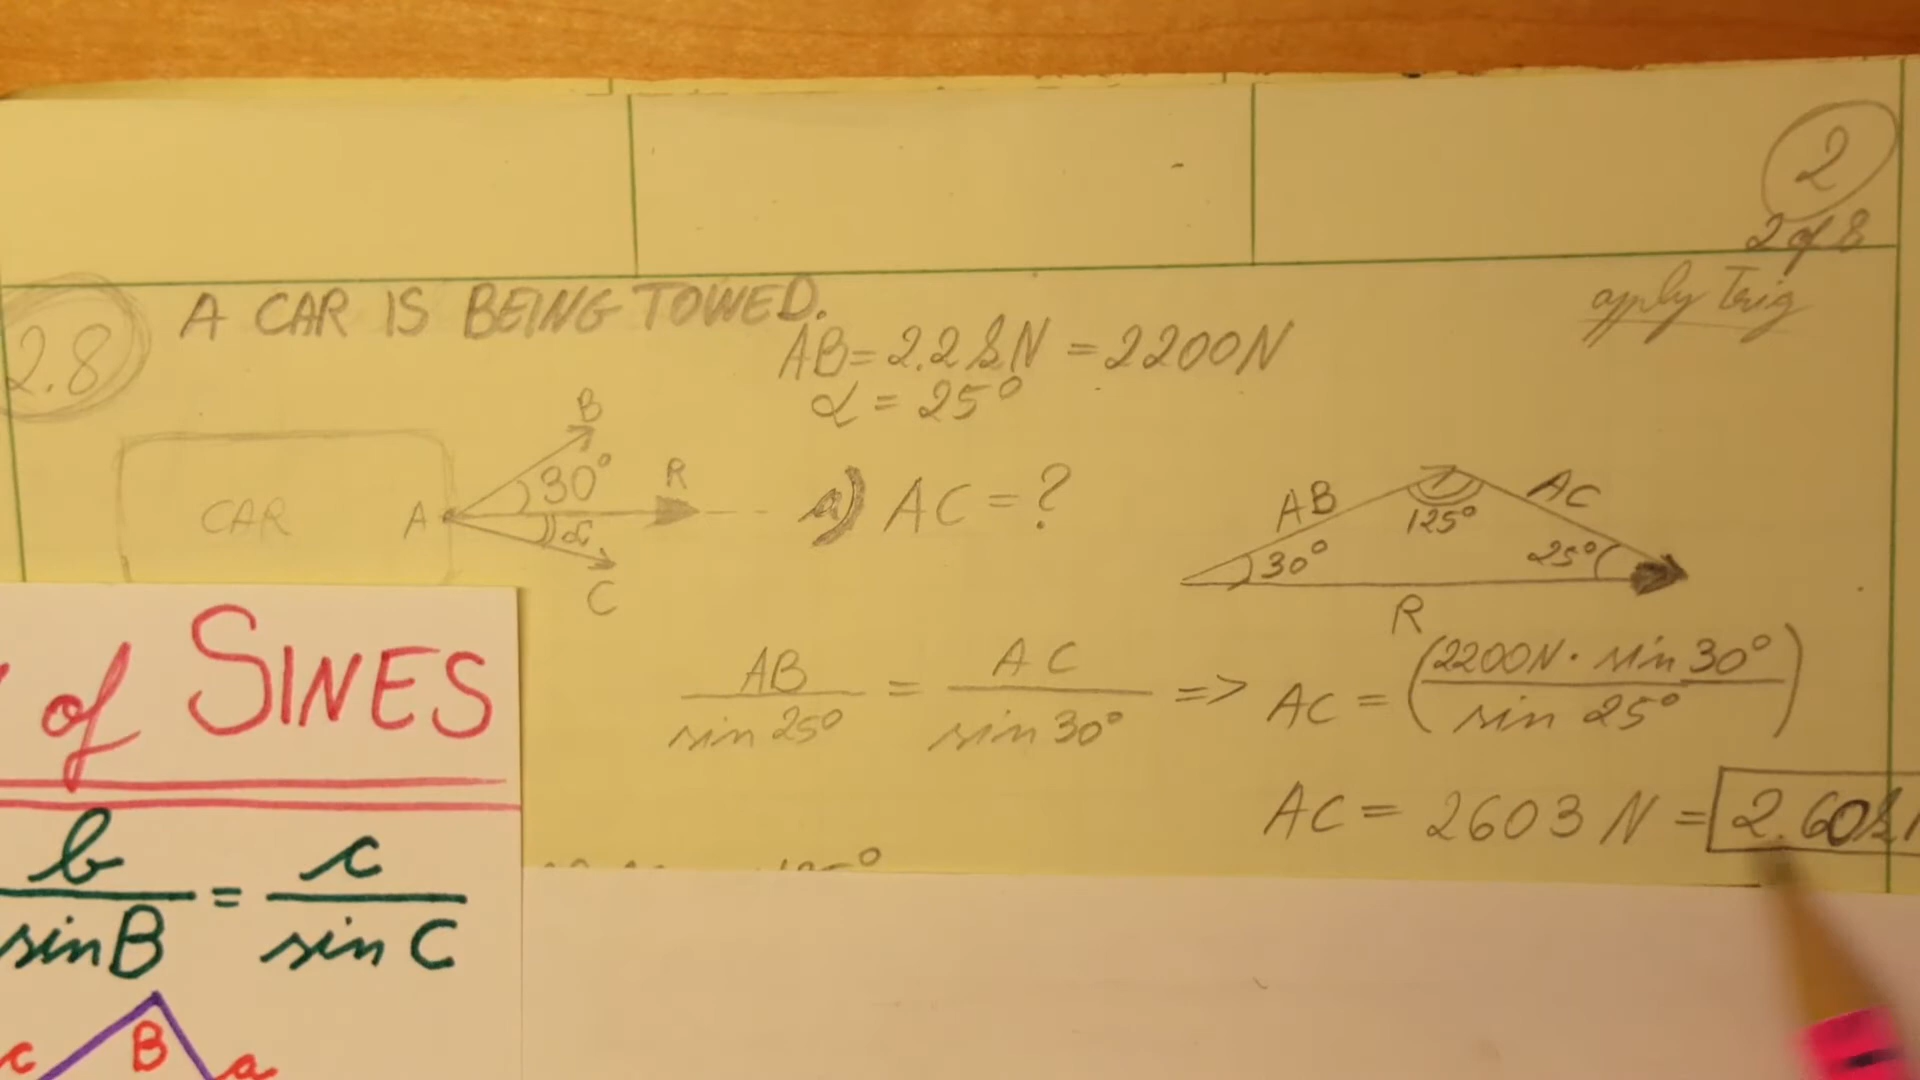 2
2 of 8
apply Trig
2.8
A CAR IS BEING TOWED.
AB = 2.2 kN = 2200N
α = 25°
B
30°
R
CAR
A
α
C
a) AC = ?
AB
AC
125°
30°
25°
R
AB / sin 25° = AC / sin 30° => AC = (2200N · sin 30° / sin 25°)
AC = 2603 N = 2.60k
of SINES
b / sin B = c / sin C
c
B
a